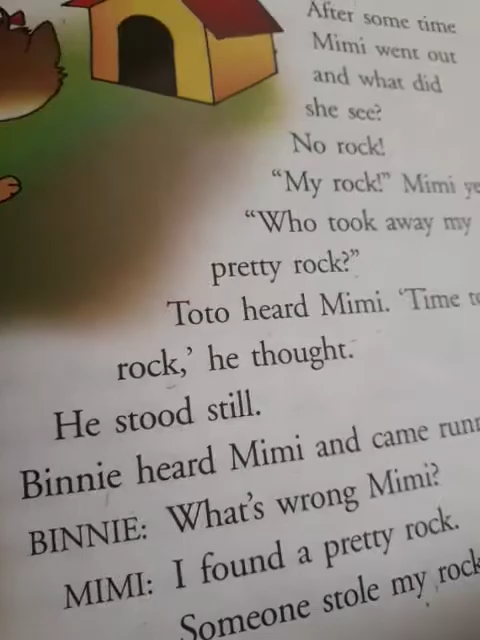 After some time
Mimi went out
and what did
she see?
No rock!
“My rock!” Mimi
“Who took away my
pretty rock?”
Toto heard Mimi. ‘Time
rock,’ he thought.
He stood still.
Binnie heard Mimi and came
BINNIE: What’s wrong Mimi?
MIMI: I found a pretty rock.
Someone stole my rock